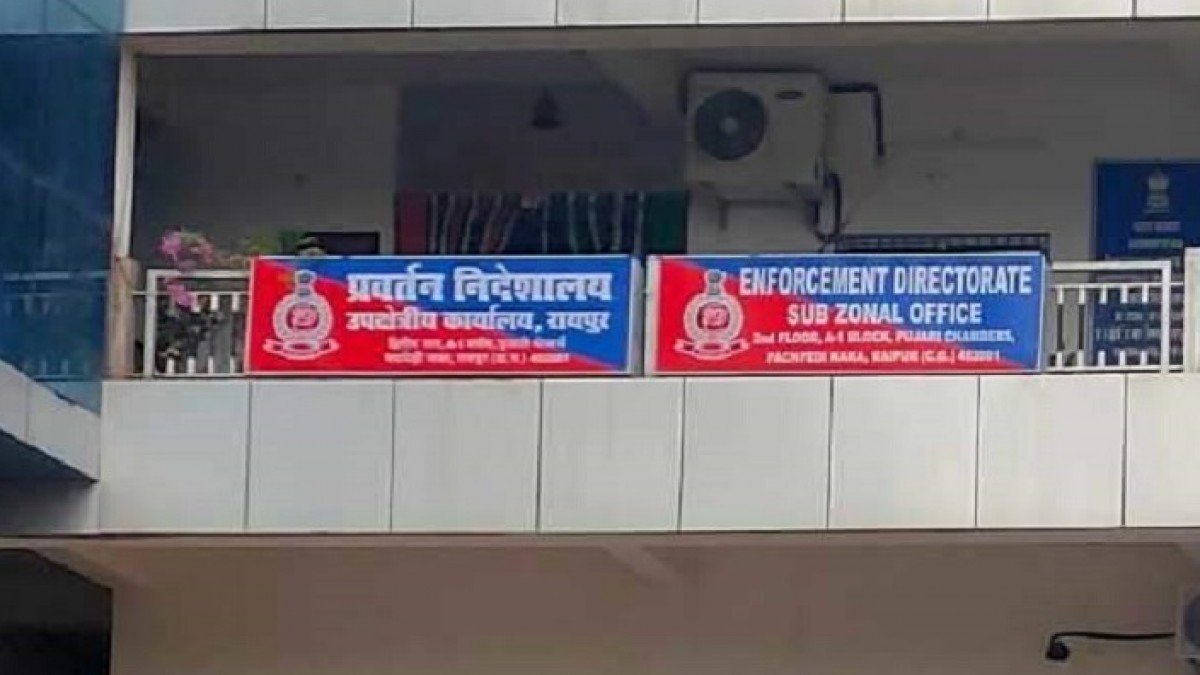 प्रवर्तन निदेशालय
उपक्षेत्रीय कार्यालय, रायपुर
ENFORCEMENT DIRECTORATE
SUB ZONAL OFFICE
2nd FLOOR, A-1 BLOCK, PUJARI CHAMBERS,
PACHPEDI NAKA, RAIPUR (C.G.) 492001